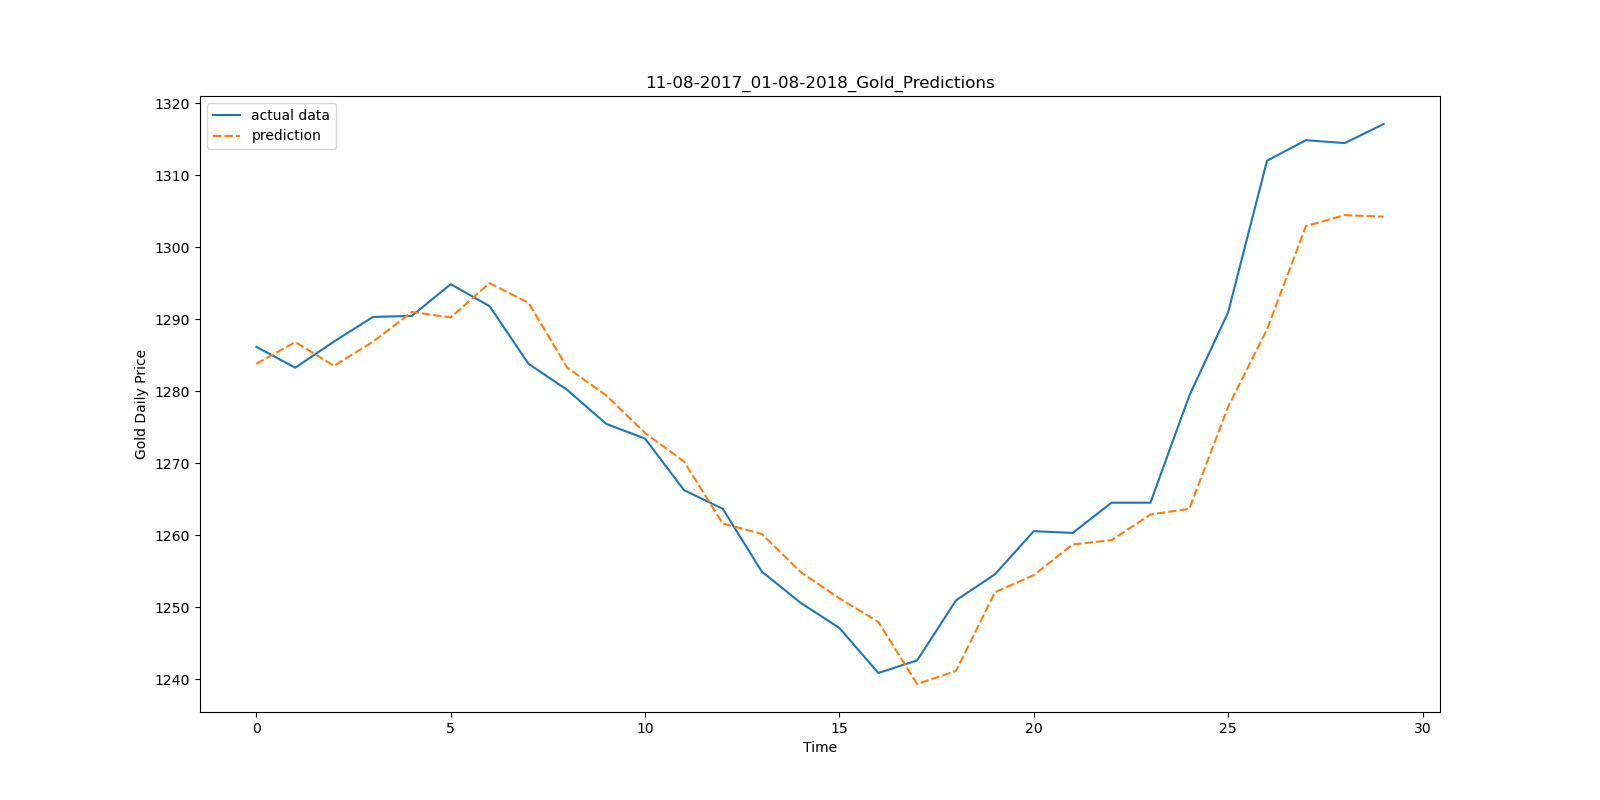 11-08-2017_01-08-2018_Gold_Predictions
actual data
prediction
1320
1310
1300
1290
1280
1270
1260
1250
1240
Gold Daily Price
0 5 10 15 20 25 30
Time